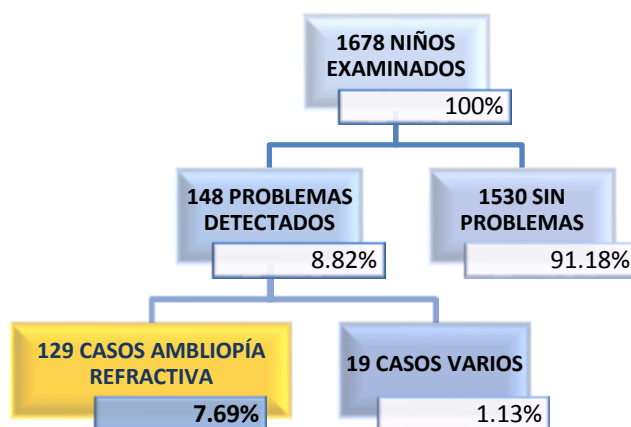 1678 NIÑOS
EXAMINADOS
100%
148 PROBLEMAS
DETECTADOS
8.82%
1530 SIN
PROBLEMAS
91.18%
129 CASOS AMBLIOPÍA
REFRACTIVA
7.69%
19 CASOS VARIOS
1.13%